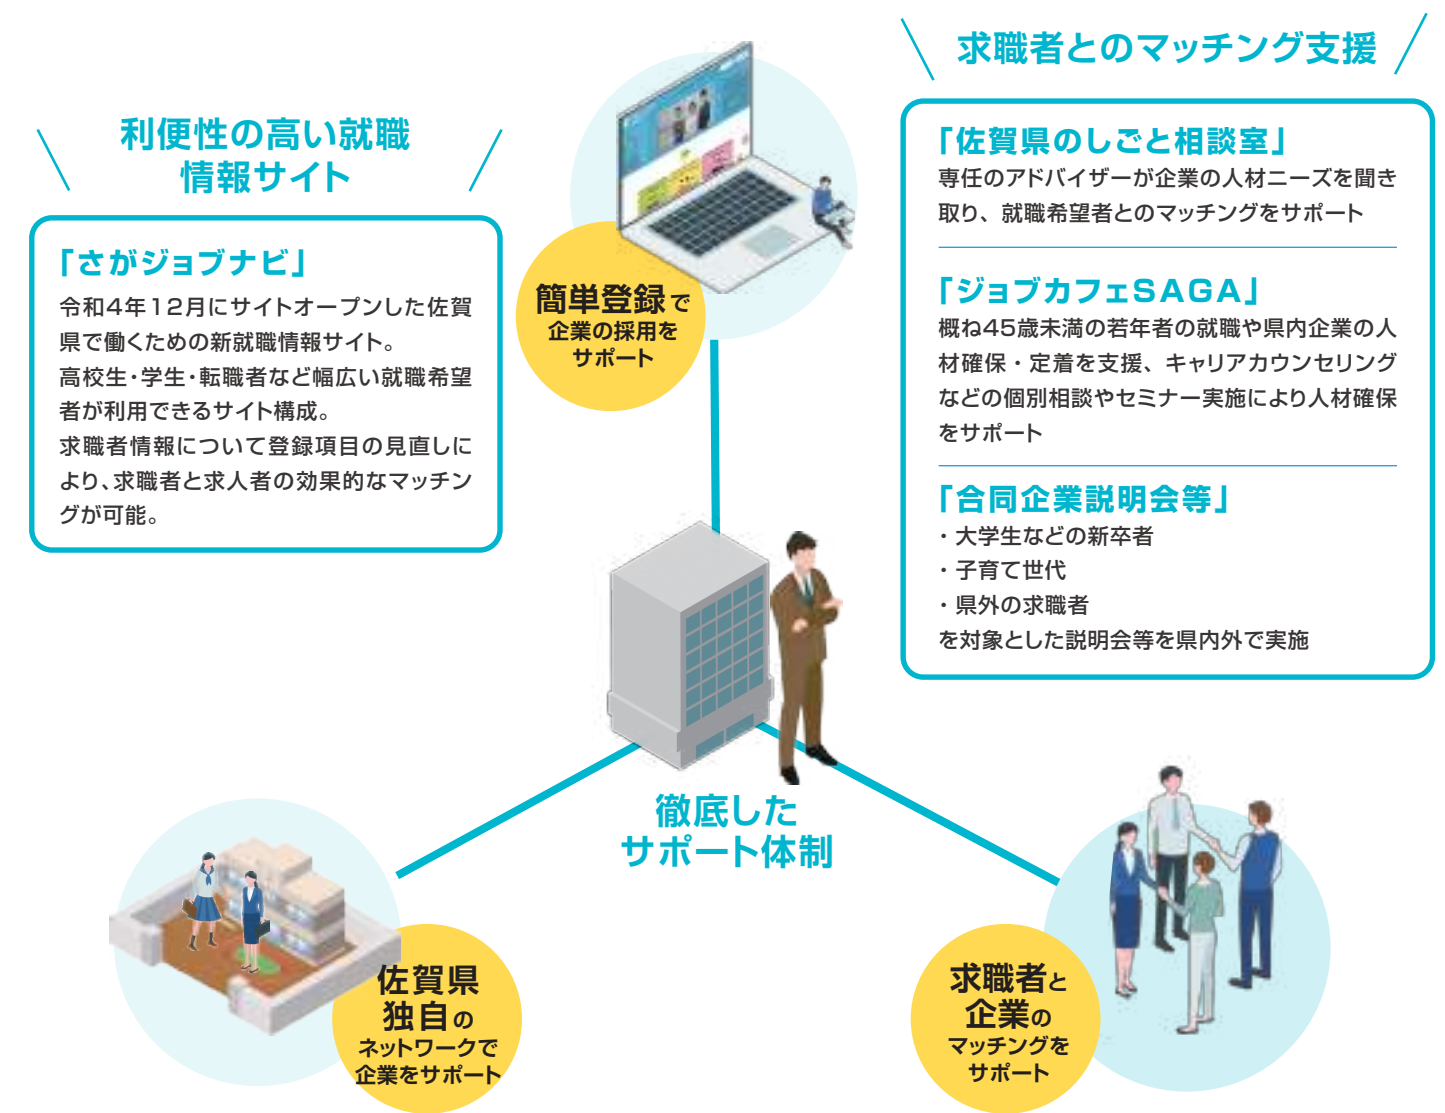 利便性の高い就職
情報サイト
「さがジョブナビ」
令和4年12月にサイトオープンした佐賀
県で働くための新就職情報サイト。
高校生・学生・転職者など幅広い就職希望
者が利用できるサイト構成。
求職者情報について登録項目の見直しに
より、求職者と求人者の効果的なマッチン
グが可能。
簡単登録で
企業の採用を
サポート
求職者とのマッチング支援
「佐賀県のしごと相談室」
専任のアドバイザーが企業の人材ニーズを聞き
取り、就職希望者とのマッチングをサポート
「ジョブカフェSAGA」
概ね45歳未満の若年者の就職や県内企業の人
材確保・定着を支援、キャリアカウンセリング
などの個別相談やセミナー実施により人材確保
をサポート
「合同企業説明会等」
・大学生などの新卒者
・子育て世代
・県外の求職者
を対象とした説明会等を県内外で実施
徹底した
サポート体制
佐賀県
独自の
ネットワークで
企業をサポート
求職者と
企業の
マッチングを
サポート